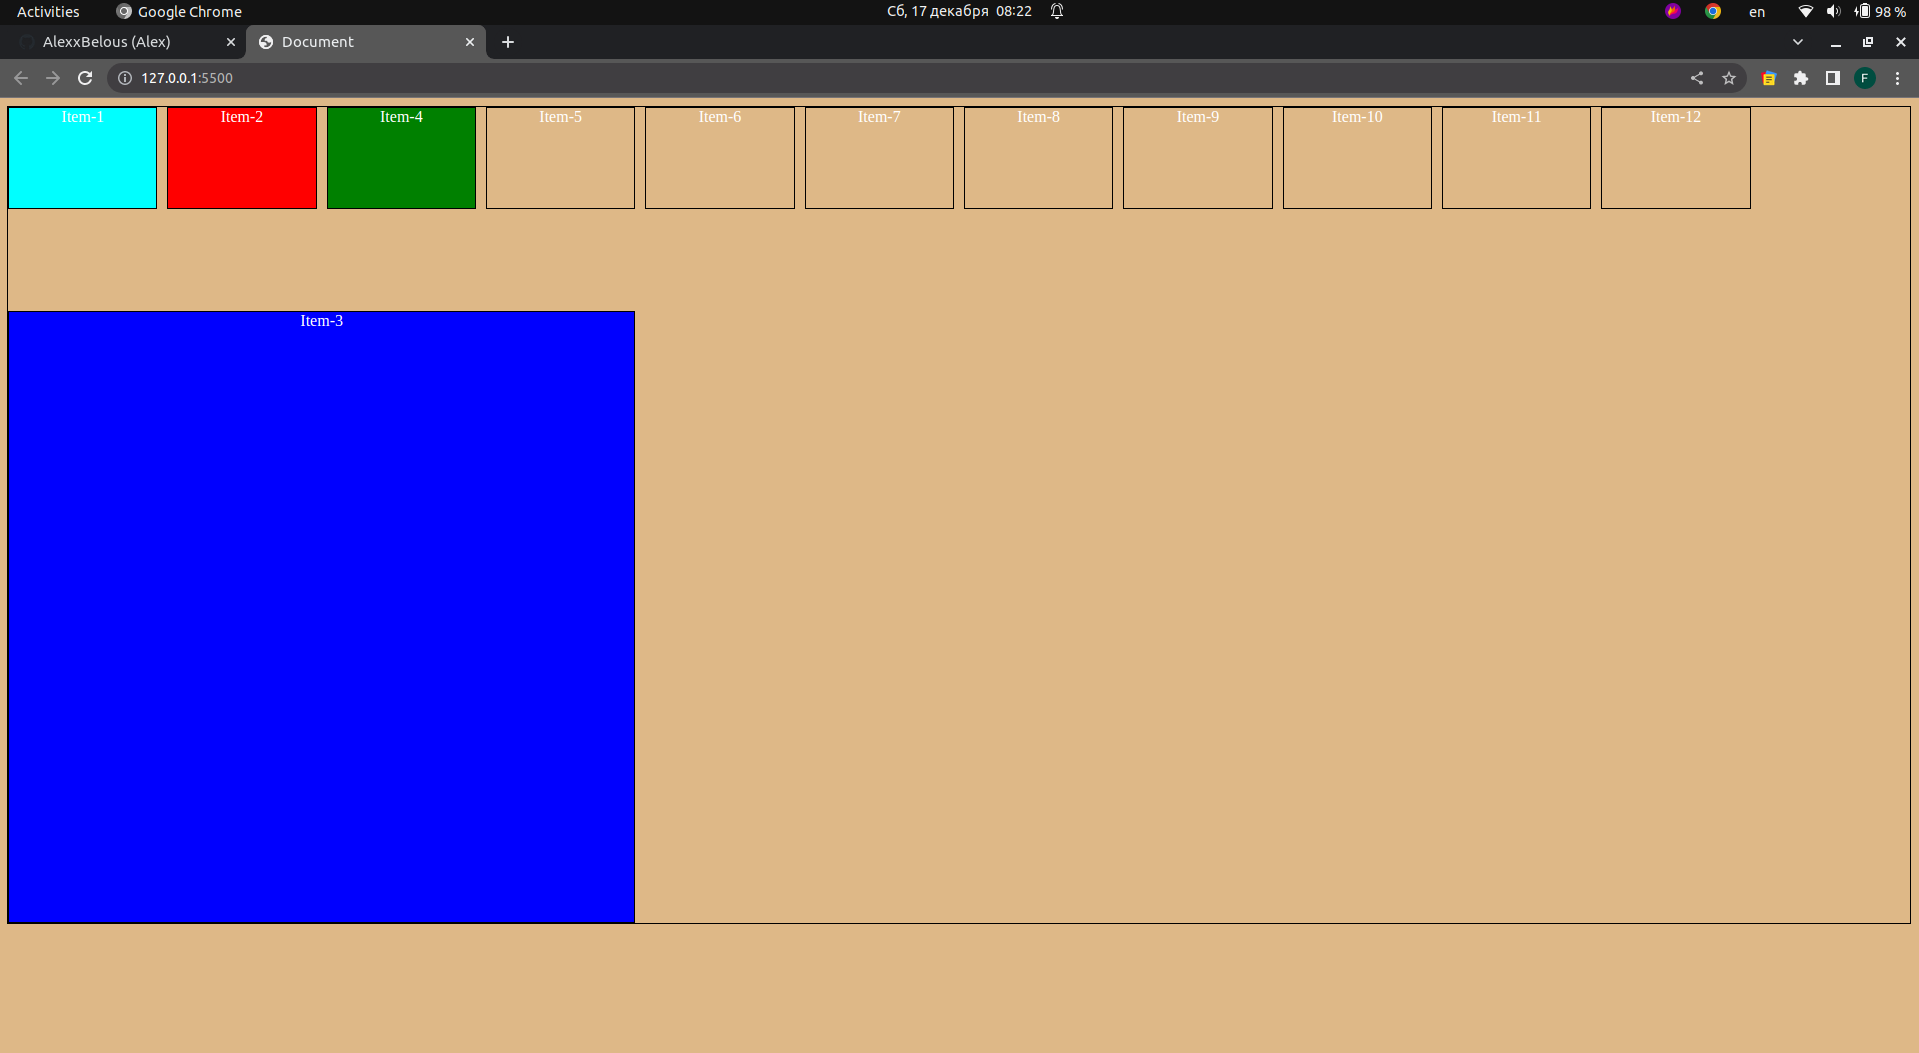 Activities Google Chrome Сб, 17 декабря 08:22 en 98 %
AlexxBelous (Alex) Document
127.0.0.1:5500 F
Item-1 Item-2 Item-4 Item-5 Item-6 Item-7 Item-8 Item-9 Item-10 Item-11 Item-12
Item-3